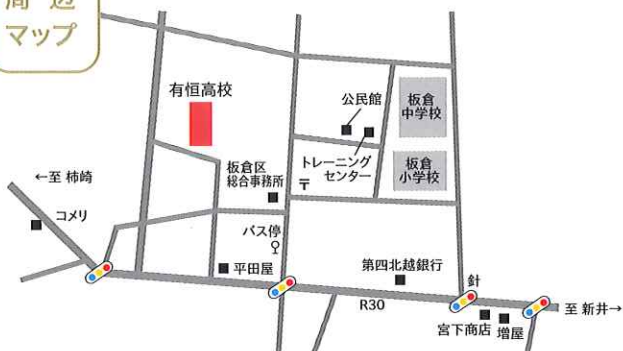 周辺
マップ
有恒高校
公民館
板倉
中学校
板倉区
総合事務所
トレーニング
センター
板倉
小学校
〒
←至 柿崎
コメリ
バス停
平田屋
第四北越銀行
針
R30
至 新井→
宮下商店
増屋